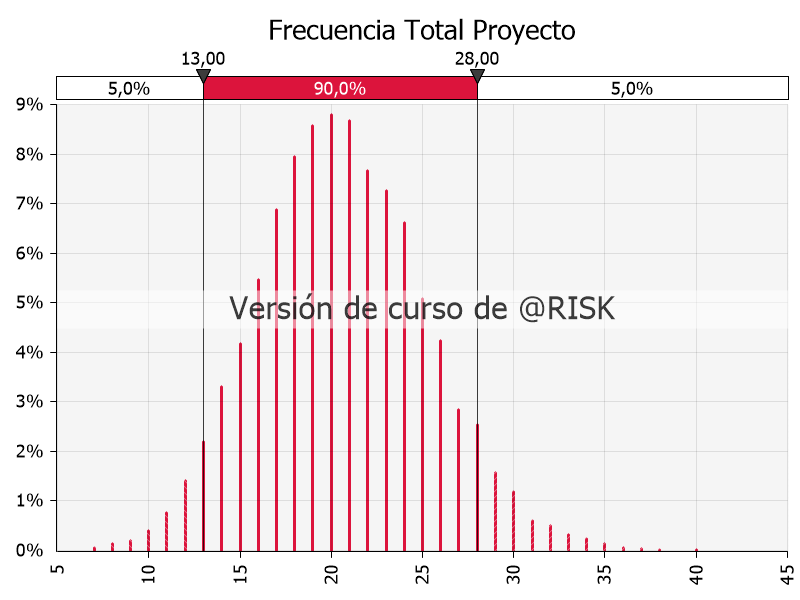 Frecuencia Total Proyecto
13,00 28,00
5,0% 90,0% 5,0%
9%
8%
7%
6%
5%
4%
3%
2%
1%
0%
Versión de curso de @RISK
5 10 15 20 25 30 35 40 45